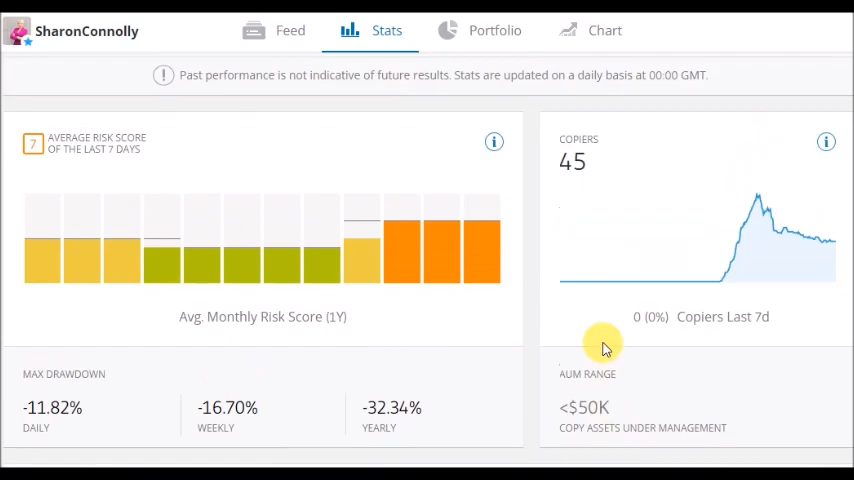 SharonConnolly
Feed
Stats
Portfolio
Chart
Past performance is not indicative of future results. Stats are updated on a daily basis at 00:00 GMT.
7
AVERAGE RISK SCORE
OF THE LAST 7 DAYS
Avg. Monthly Risk Score (1Y)
MAX DRAWDOWN
-11.82%
DAILY
-16.70%
WEEKLY
-32.34%
YEARLY
COPIERS
45
0 (0%) Copiers Last 7d
AUM RANGE
<$50K
COPY ASSETS UNDER MANAGEMENT